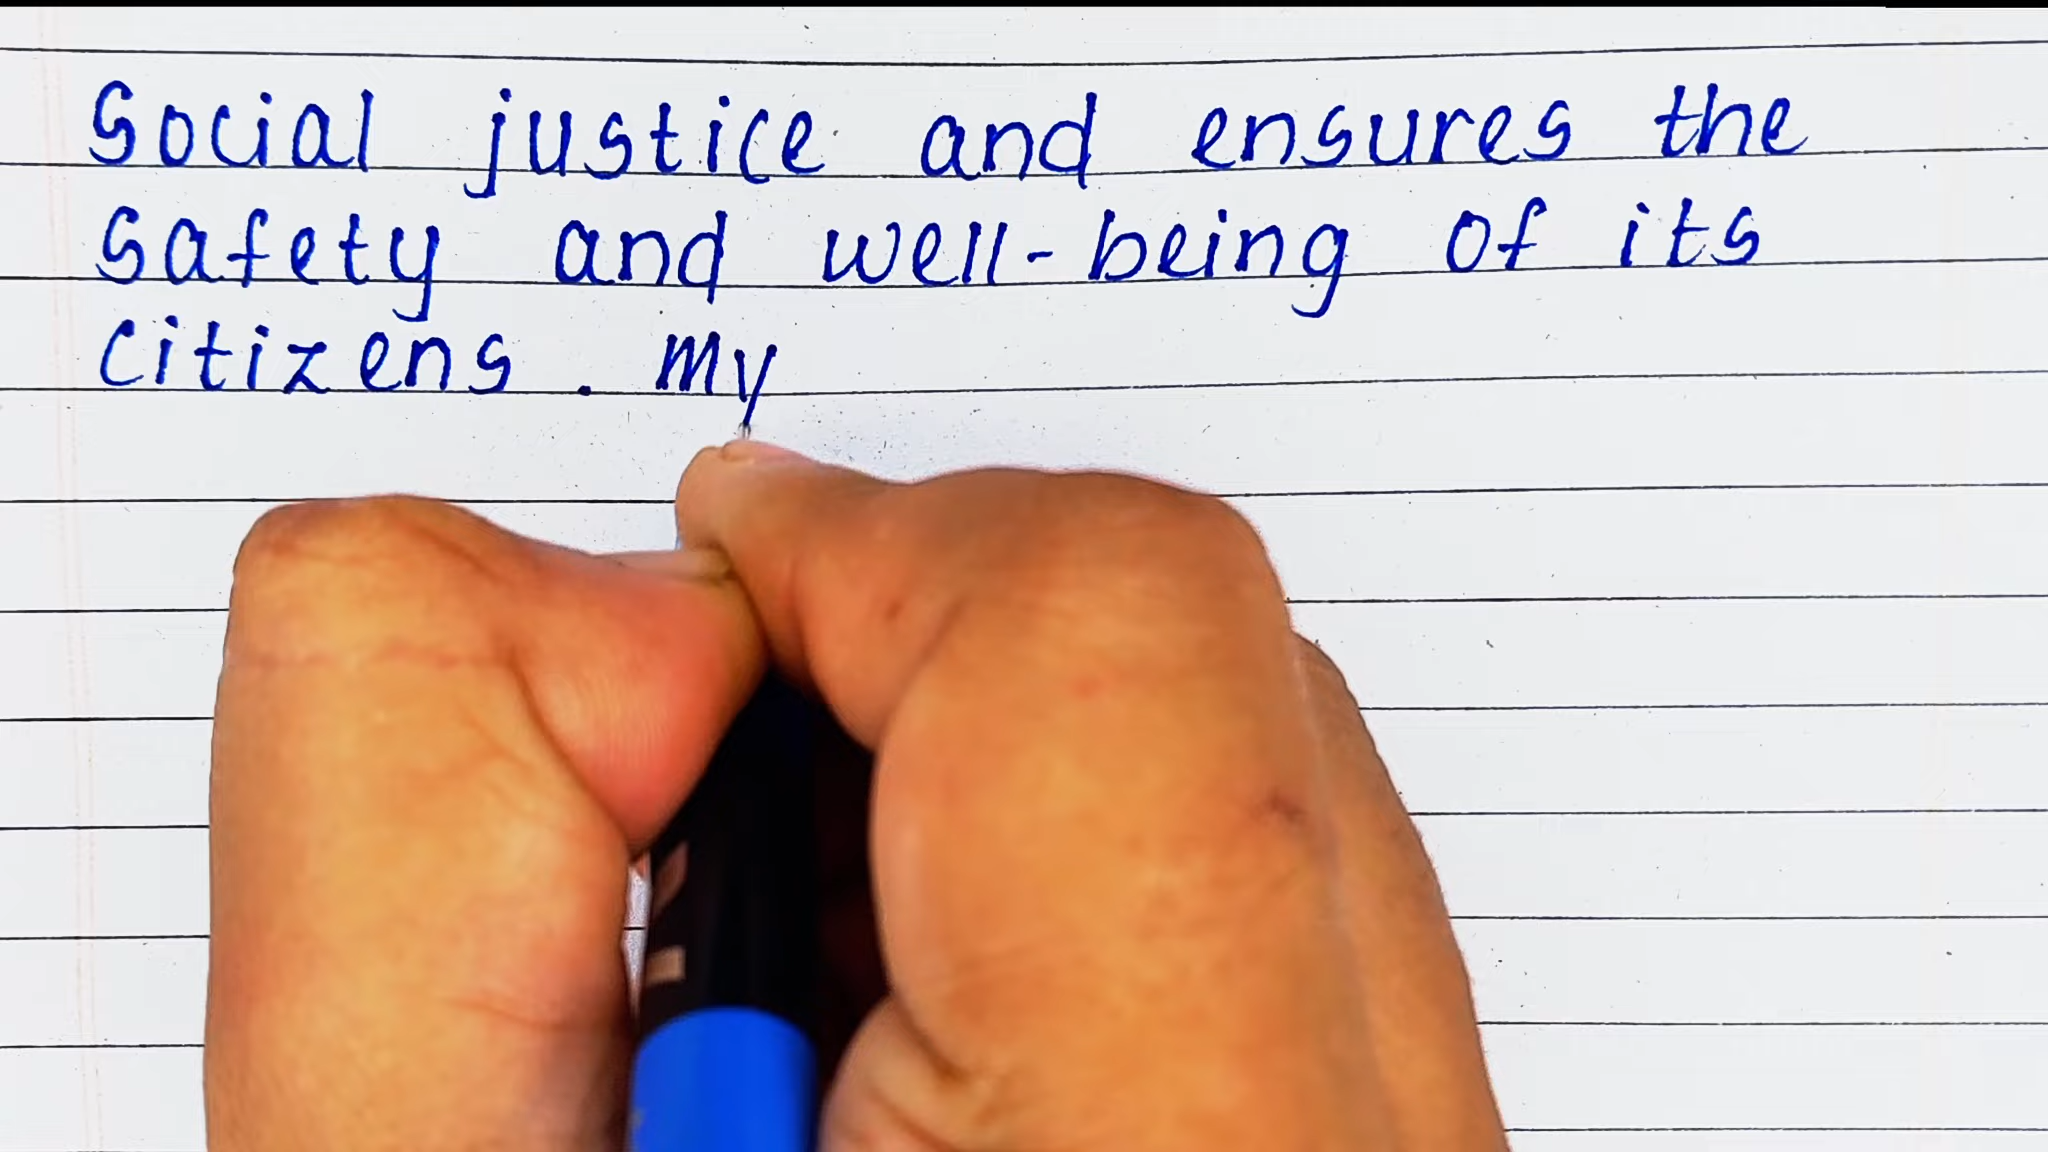 Social justice and ensures the
safety and well-being of its
citizens. My